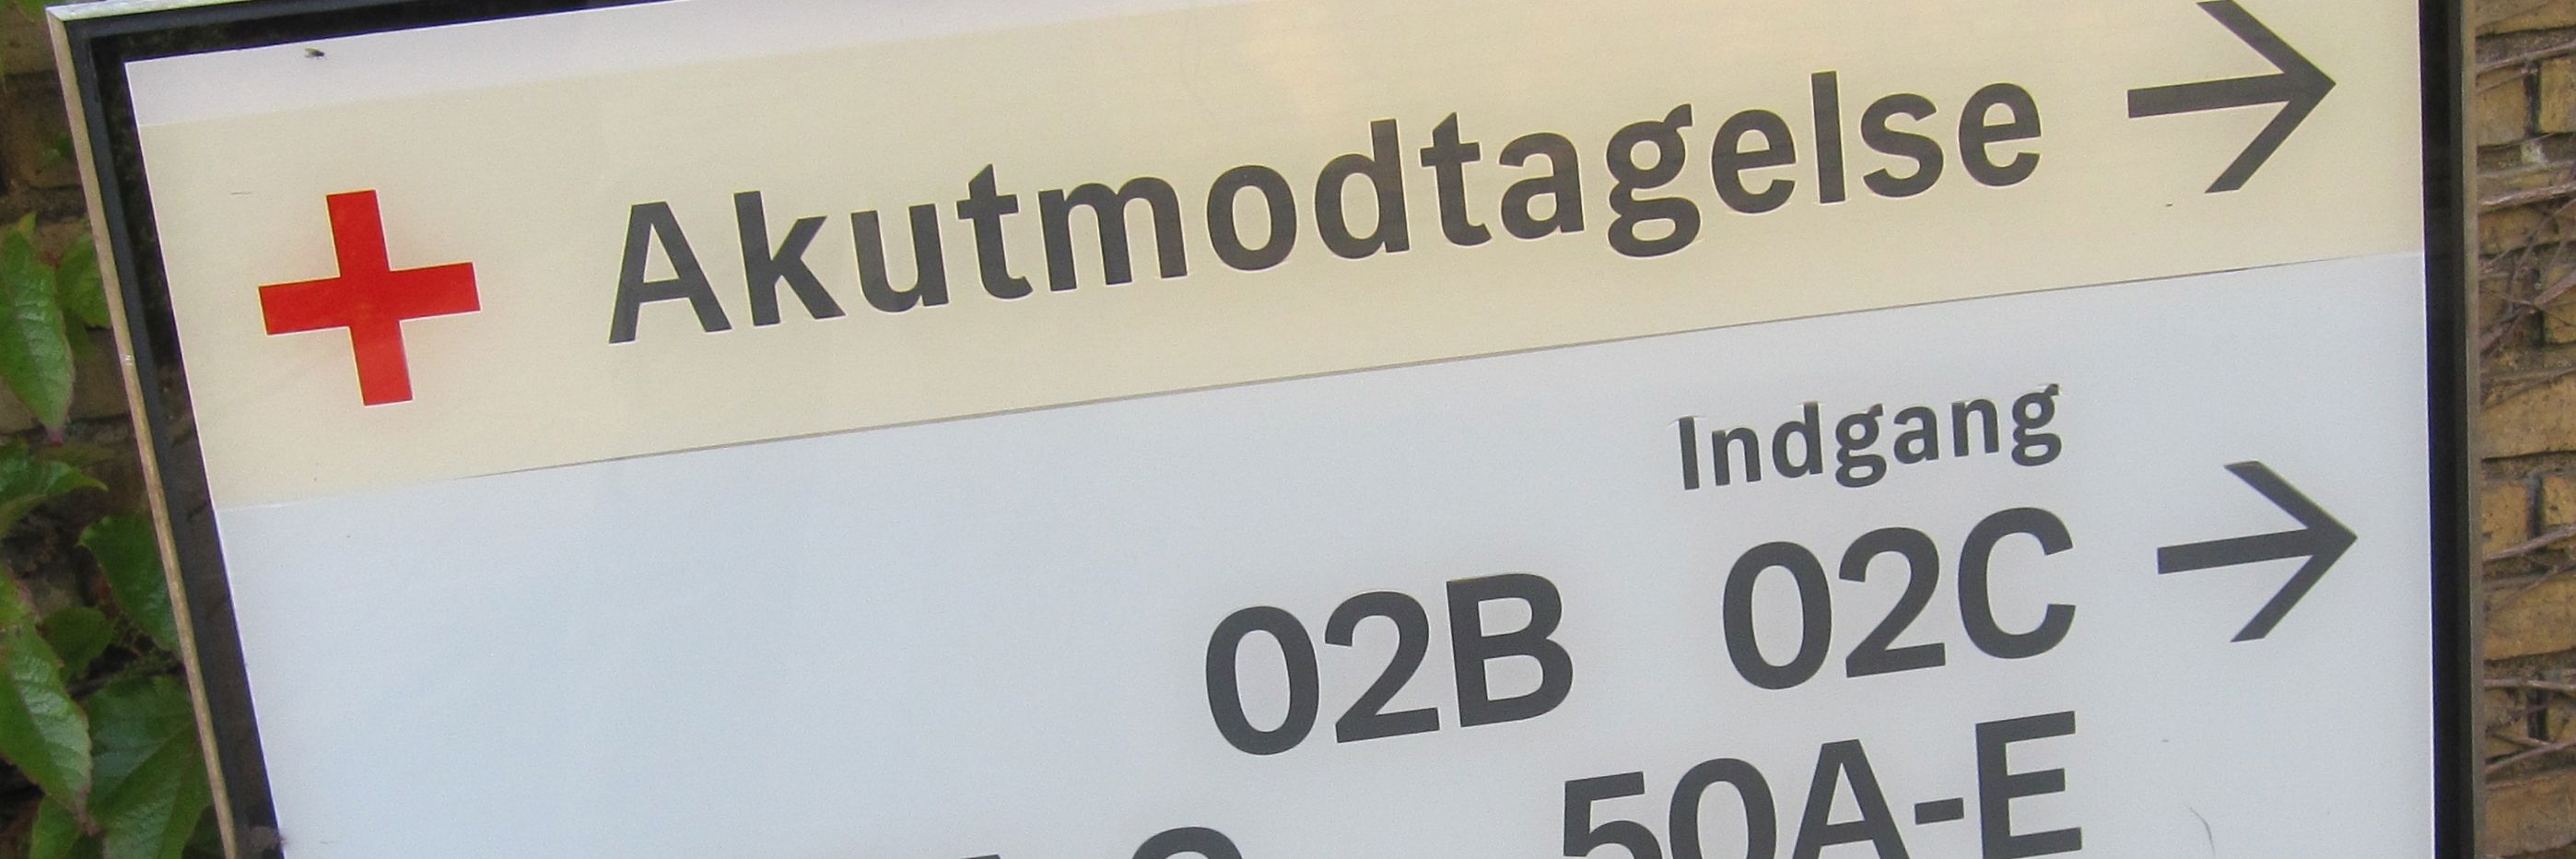 Akutmodtagelse
Indgang
02B 02C
50A-E